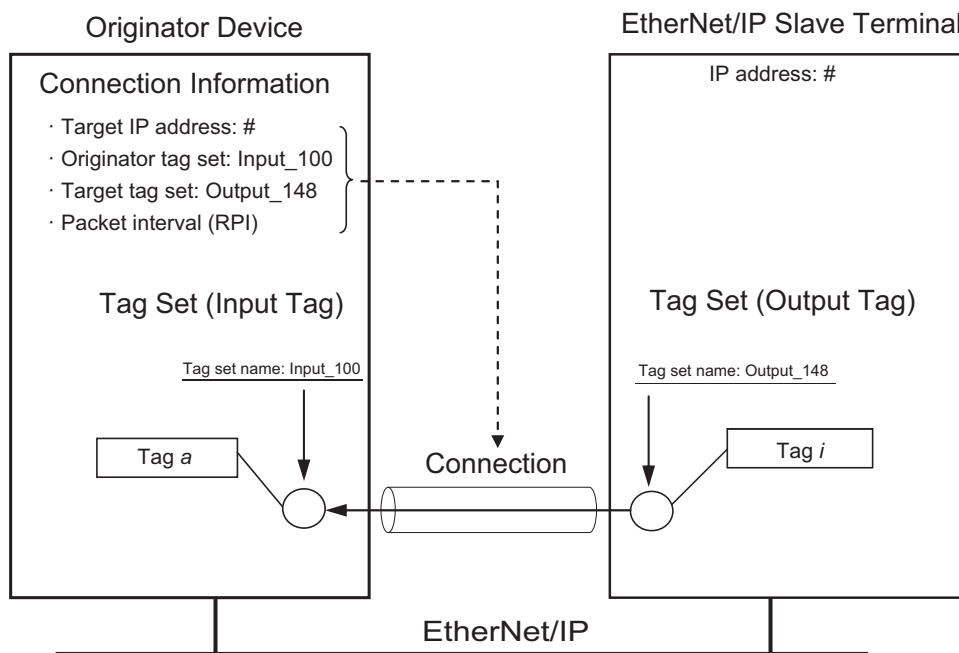 Originator Device
EtherNet/IP Slave Terminal
Connection Information
· Target IP address: #
· Originator tag set: Input_100
· Target tag set: Output_148
· Packet interval (RPI)
IP address: #
Tag Set (Input Tag)
Tag Set (Output Tag)
Tag set name: Input_100
Tag set name: Output_148
Tag a
Connection
Tag i
EtherNet/IP